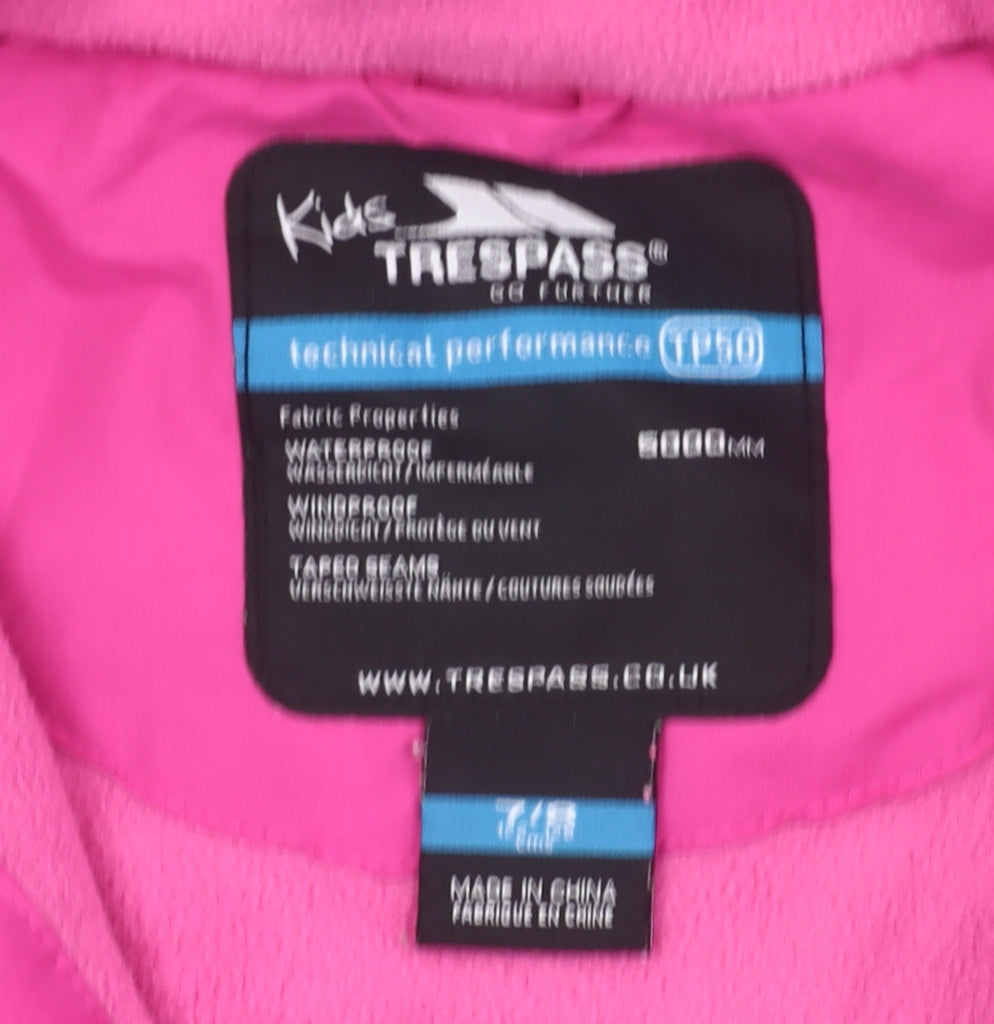 Kids
TRESPASS®
GO FURTHER
technical performance TP50
Fabric Properties
WATERPROOF 5000MM
WASSERDICHT/IMPERMÉABLE
WINDPROOF
WINDDICHT/PROTÈGE DU VENT
TAPED SEAMS
VERSCHWEISSTE NÄHTE/COUTURES SOUDÉES
WWW.TRESPASS.CO.UK
7/8
MADE IN CHINA
FABRIQUE EN CHINE